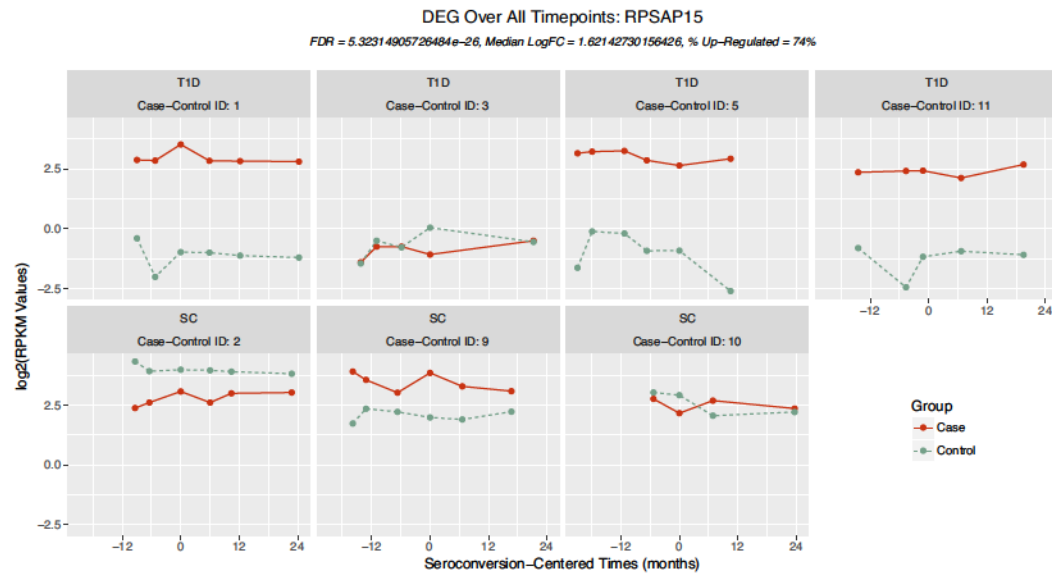 DEG Over All Timepoints: RPSAP15
FDR = 5.32314905726484e−26, Median LogFC = 1.62142730156426, % Up−Regulated = 74%
T1D
Case−Control ID: 1
T1D
Case−Control ID: 3
T1D
Case−Control ID: 5
T1D
Case−Control ID: 11
2.5
0.0
−2.5
−12 0 12 24
SC
Case−Control ID: 2
SC
Case−Control ID: 9
SC
Case−Control ID: 10
2.5
0.0
−2.5
−12 0 12 24
−12 0 12 24
−12 0 12 24
log2(RPKM Values)
Seroconversion−Centered Times (months)
Group
Case
Control